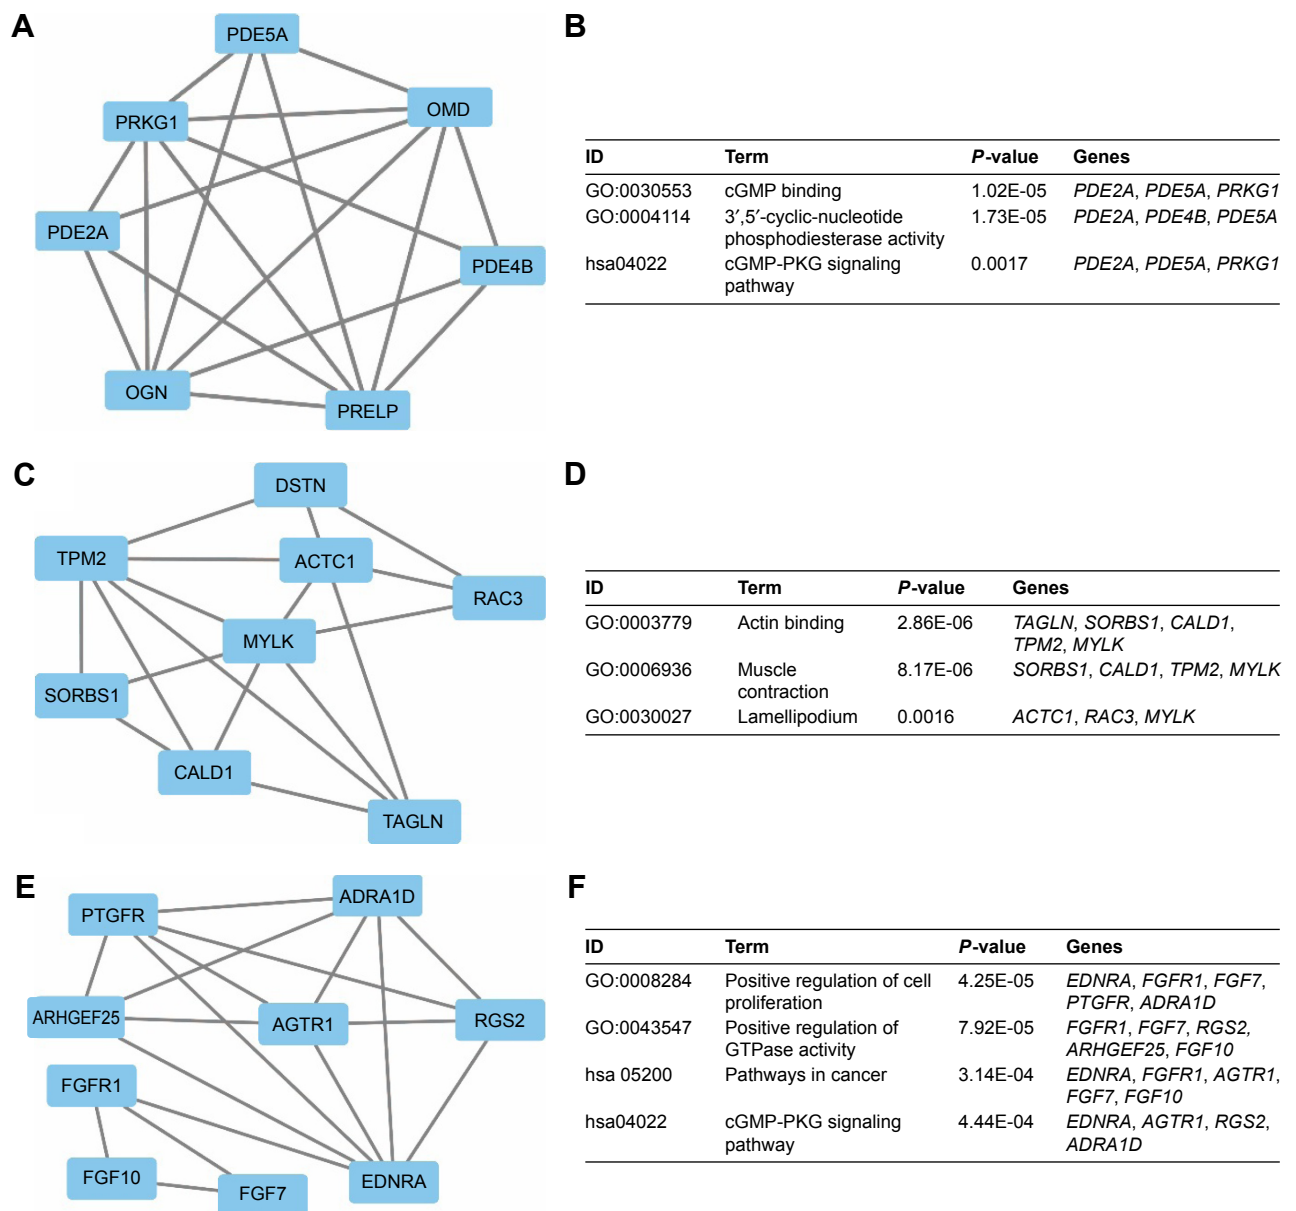 A
PDE5A
OMD
PRKG1
PDE2A
PDE4B
OGN
PRELP
B
ID Term P-value Genes
GO:0030553 cGMP binding 1.02E-05 PDE2A, PDE5A, PRKG1
GO:0004114 3′,5′-cyclic-nucleotide 1.73E-05 PDE2A, PDE4B, PDE5A
phosphodiesterase activity
hsa04022 cGMP-PKG signaling 0.0017 PDE2A, PDE5A, PRKG1
pathway
C
DSTN
TPM2
ACTC1
RAC3
MYLK
SORBS1
CALD1
TAGLN
D
ID Term P-value Genes
GO:0003779 Actin binding 2.86E-06 TAGLN, SORBS1, CALD1,
TPM2, MYLK
GO:0006936 Muscle 8.17E-06 SORBS1, CALD1, TPM2, MYLK
contraction
GO:0030027 Lamellipodium 0.0016 ACTC1, RAC3, MYLK
E
ADRA1D
PTGFR
ARHGEF25
AGTR1
RGS2
FGFR1
FGF10
FGF7
EDNRA
F
ID Term P-value Genes
GO:0008284 Positive regulation of cell 4.25E-05 EDNRA, FGFR1, FGF7,
proliferation PTGFR, ADRA1D
GO:0043547 Positive regulation of 7.92E-05 FGFR1, FGF7, RGS2,
GTPase activity ARHGEF25, FGF10
hsa 05200 Pathways in cancer 3.14E-04 EDNRA, FGFR1, AGTR1,
FGF7, FGF10
hsa04022 cGMP-PKG signaling 4.44E-04 EDNRA, AGTR1, RGS2,
pathway ADRA1D